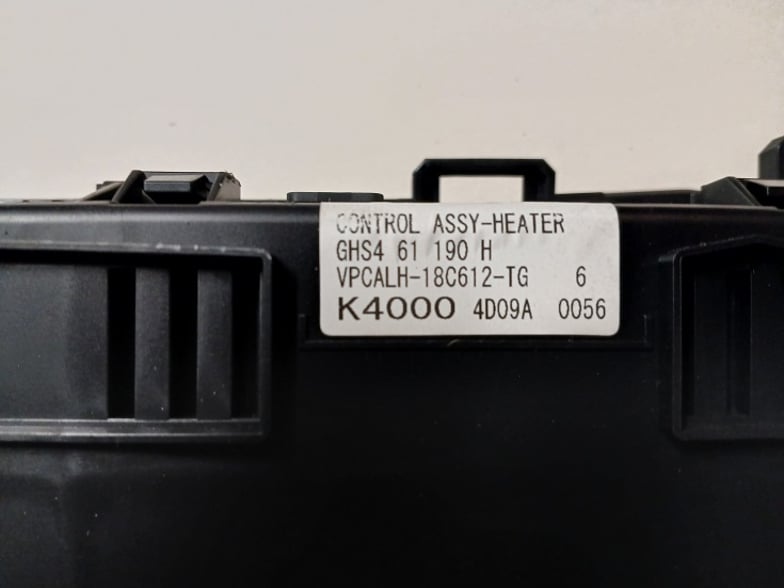 CONTROL ASSY-HEATER
GHS4 61 190 H
VPCALH-18C612-TG 6
K4000 4D09A 0056